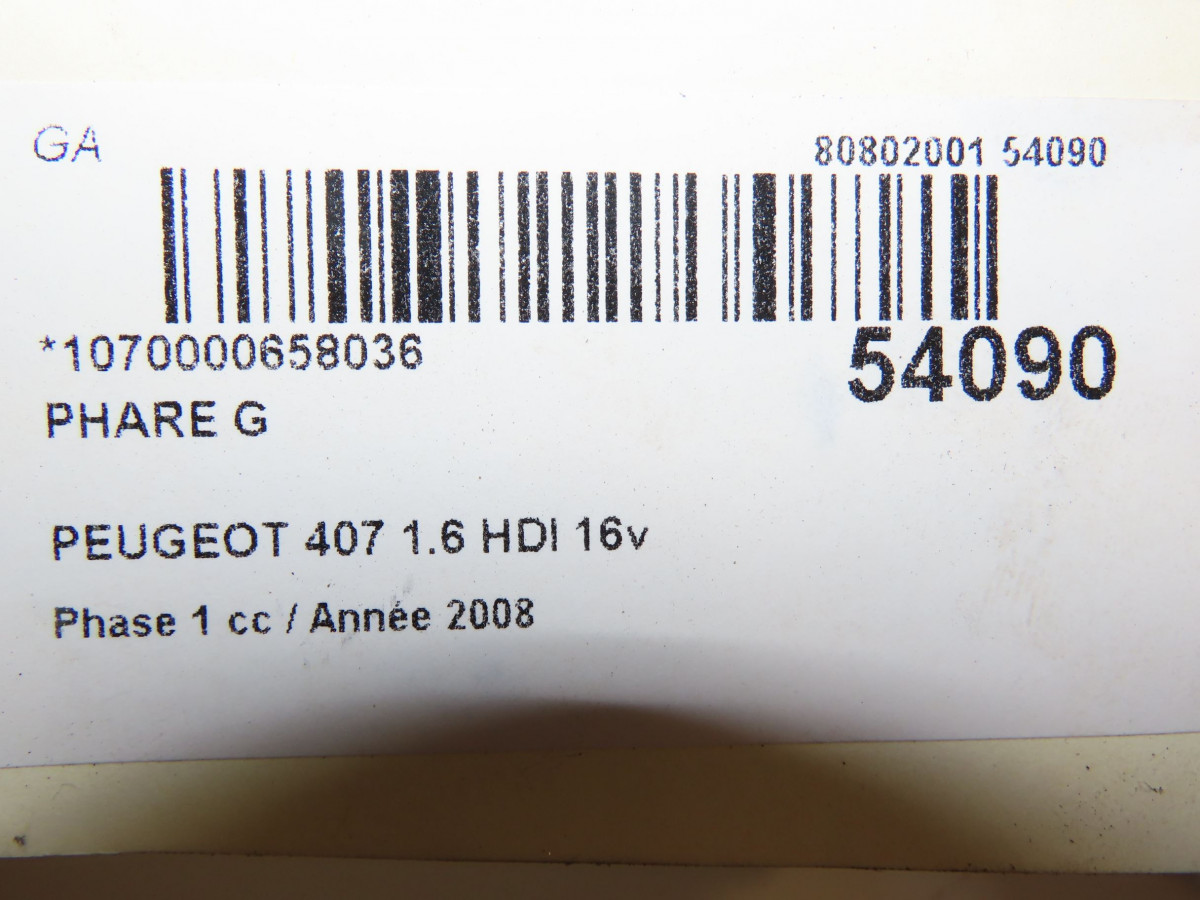 GA
80802001 54090
*1070000658036
54090
PHARE G
PEUGEOT 407 1.6 HDI 16v
Phase 1 cc / Année 2008